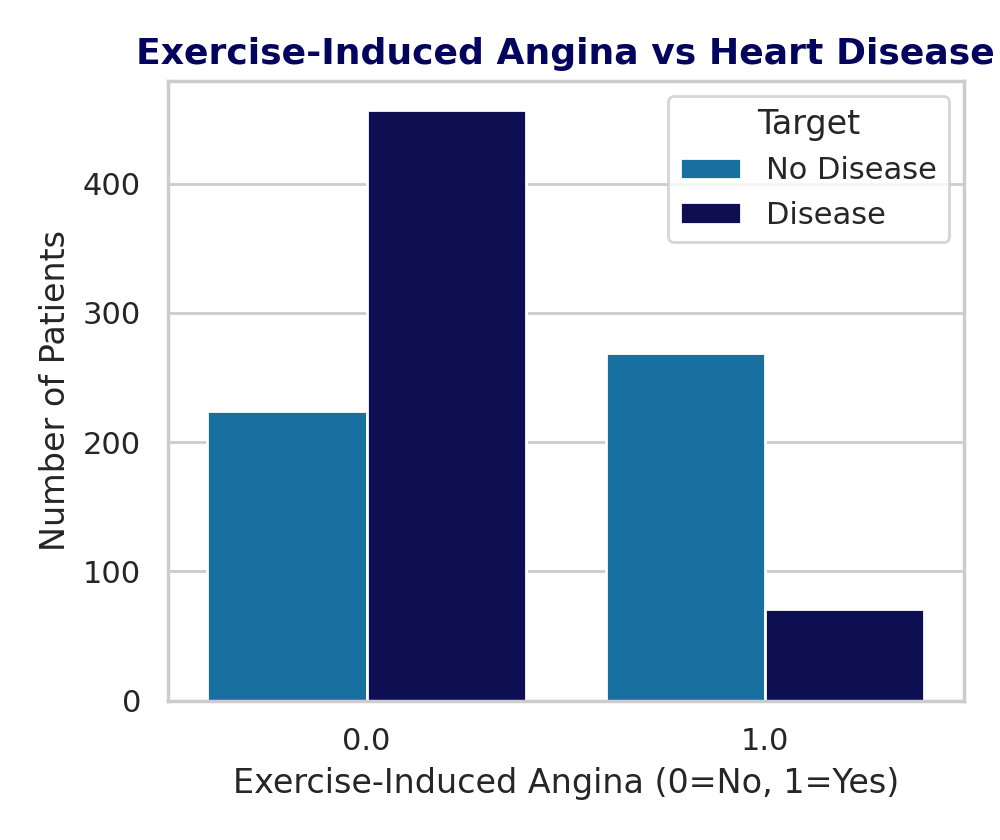 Exercise-Induced Angina vs Heart Disease
Target
No Disease
Disease
Number of Patients
400
300
200
100
0
0.0 1.0
Exercise-Induced Angina (0=No, 1=Yes)